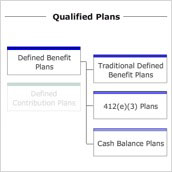 Qualified Plans
Defined Benefit
Plans
Defined
Contribution Plans
Traditional Defined
Benefit Plans
412(e)(3) Plans
Cash Balance Plans